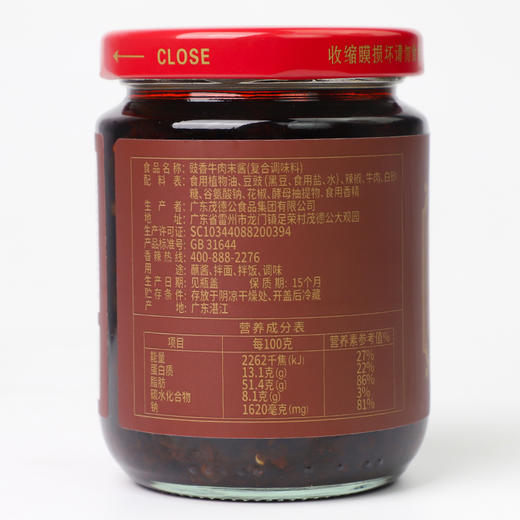 ← CLOSE
收缩膜损坏请勿
食品名称: 豉香牛肉末酱(复合调味料)
配料表: 食用植物油、豆豉(黑豆、食用盐、水)、辣椒、牛肉、白砂
糖、谷氨酸钠、花椒、酵母抽提物、食用香精
生产者: 广东茂德公食品集团有限公司
地址: 广东省雷州市龙门镇足荣村茂德公大观园
生产许可证: SC10344088200394
产品标准号: GB 31644
香辣热线: 400-888-2276
用途: 蘸酱、拌面、拌饭、调味
生产日期: 见瓶盖 保质期: 15个月
贮存条件: 存放于阴凉干燥处、开盖后冷藏
产地: 广东湛江
营养成分表
项目 每100克 营养素参考值%
能量 2262千焦(kJ) 27%
蛋白质 13.1克(g) 22%
脂肪 51.4克(g) 86%
碳水化合物 8.1克(g) 3%
钠 1620毫克(mg) 81%